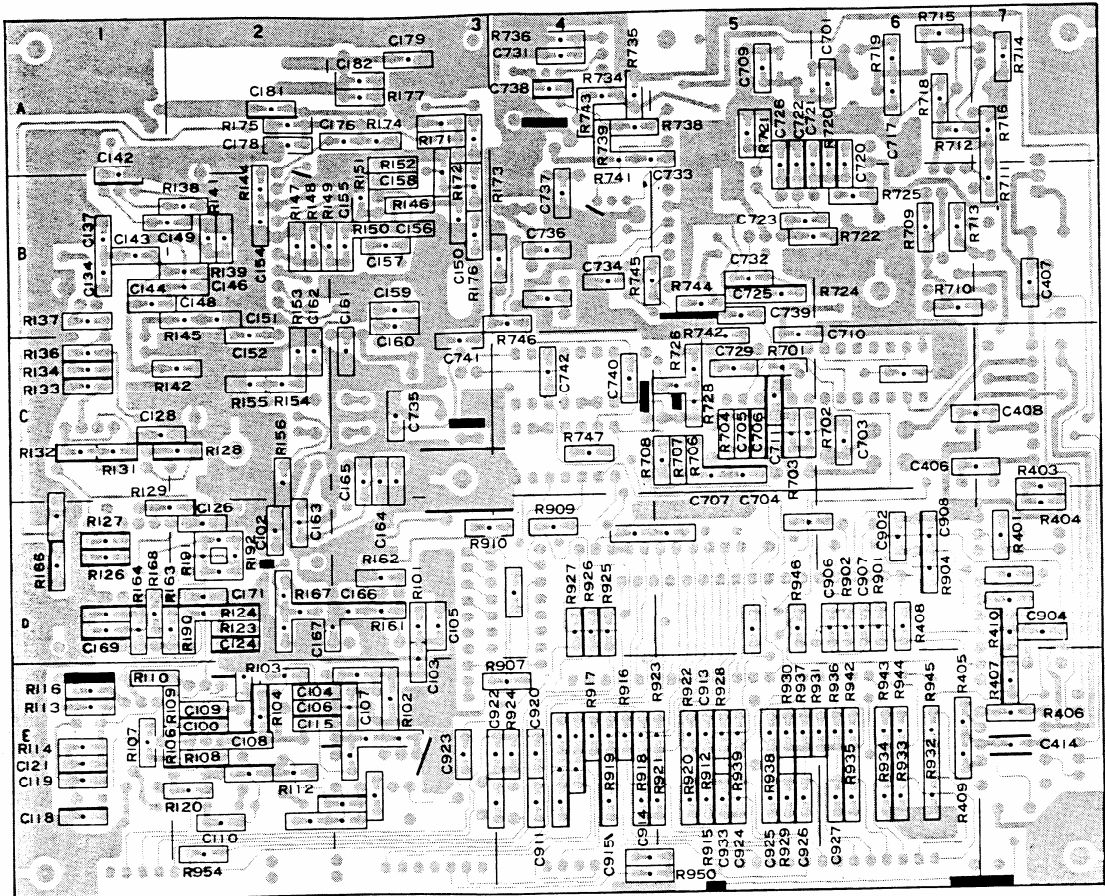 1 2 3 4 5 6 7
C179 R736 C731 R735 C709 C701 R719 R715 R714
C182 R177 C738 R734 R743 R718
A
C181 R739 R738 R721 C726 C722 C721 R720 C720 C717 R712 R716
R175 C176 R174 R171
C178 R152 C158 R172 R173 R741 C733 R711
C142 R138 R141 R144 R147 R148 R149 C155 R151 R146 C737 R725
C137 C149 R150 C156 C723 R722 R709 R713
B
C143 C134 R139 C146 C154 C157 C150 R176 C736 C734 R745 C732 C725 R724 R710 C407
C144 C148 R163 C162 C161 C159 R744 C739
R137 R145 C151 C160 R746 R742 C710
R136 C152 C741 C742 C740 R726 C729 R701
R134 R142
R133 R155 R154 C735 R728
C
C128 R156 R704 C705 C706 C711 R702 C703 C408
R132 R131 R128 C165 R747 R708 R707 R706 R703 C406 R403
R129 C126 C102 C163 C164 C707 C704 R404
R127 R191 R192 R910 R909 C902 C908 R401
R166 R126 R164 R168 R163 R162 R101 R927 R926 R925 R946 C906 R902 C907 R901 R904
C171 R167 C166 R408
D
R124 R123 C124 C167 R161 C105 R410 C904
C169 R190 C103
R116 R110 R103 R907 R405 R407
R113 R109 R104 C104 C106 C107 R102 C922 R924 C920 R917 R916 R923 R922 C913 R928 R930 R937 R931 R936 R942 R943 R944 R945 R406
C109 C100 C115
E
R114 R107 R106 C108 C923 C414
C121 R108 R919 R918 R921 R920 R912 R939 R938 R935 R934 R933 R932
C119 R112 R409
R120
C118 C110 C911 C915 C914 R915 C933 C924 C925 R929 C926 C927
R954 R950